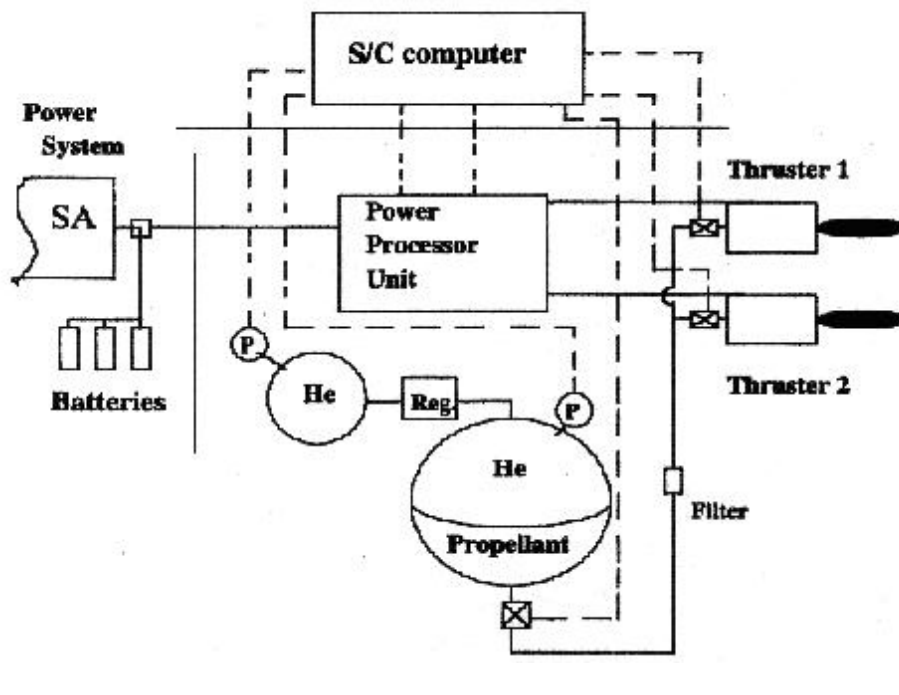 S/C computer
Power
System
SA
Batteries
Power
Processor
Unit
Thruster 1
Thruster 2
P
He
Reg.
P
He
Propellant
Filter